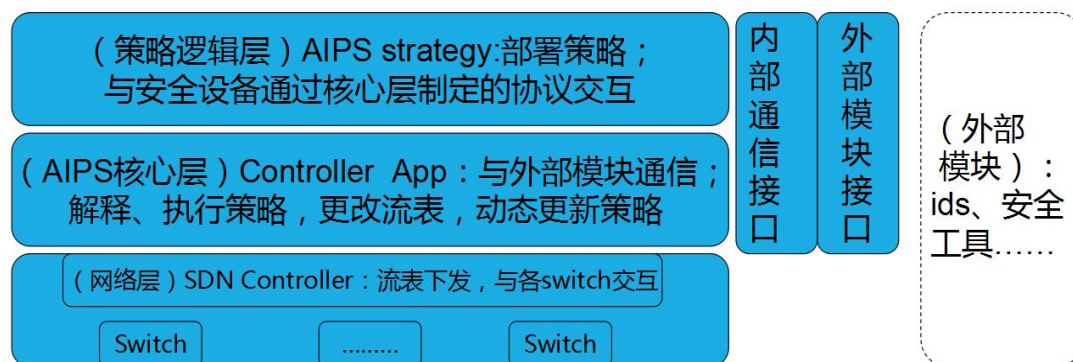 （策略逻辑层）AIPS strategy:部署策略；
与安全设备通过核心层制定的协议交互
（AIPS核心层）Controller App：与外部模块通信；
解释、执行策略，更改流表，动态更新策略
（网络层）SDN Controller：流表下发，与各switch交互
Switch
………
Switch
内部通信接口
外部模块接口
（外部
模块）：
ids、安全
工具……